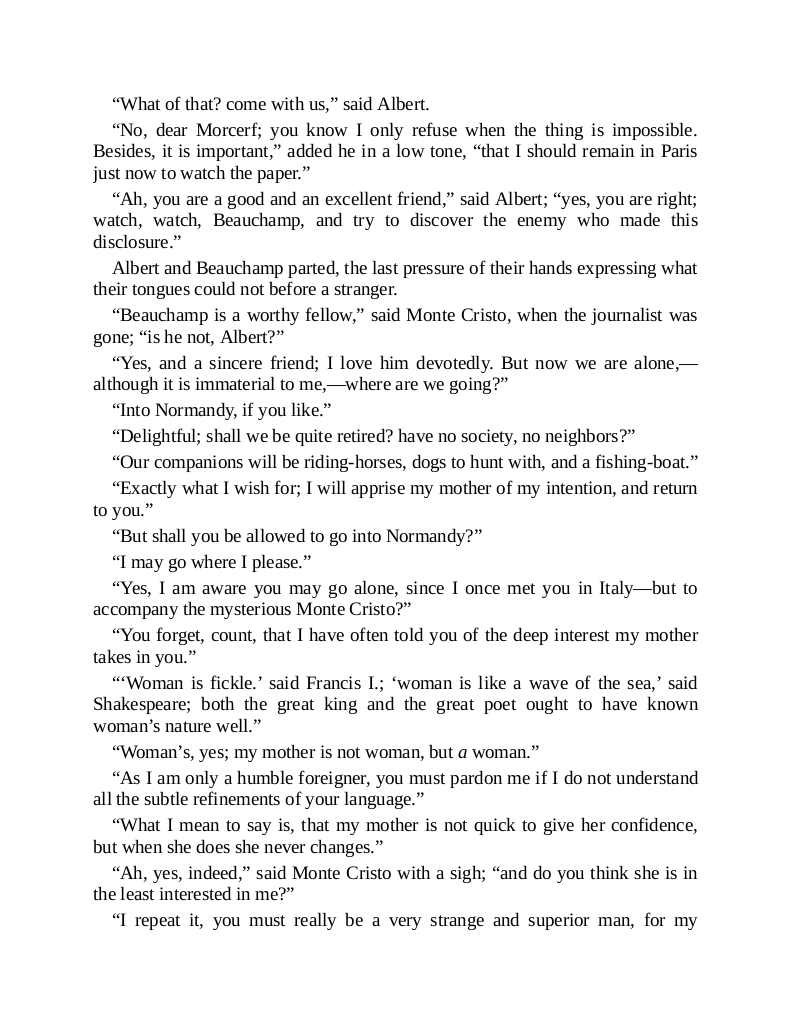 “What of that? come with us,” said Albert.
“No, dear Morcerf; you know I only refuse when the thing is impossible.
Besides, it is important,” added he in a low tone, “that I should remain in Paris
just now to watch the paper.”
“Ah, you are a good and an excellent friend,” said Albert; “yes, you are right;
watch, watch, Beauchamp, and try to discover the enemy who made this
disclosure.”
Albert and Beauchamp parted, the last pressure of their hands expressing what
their tongues could not before a stranger.
“Beauchamp is a worthy fellow,” said Monte Cristo, when the journalist was
gone; “is he not, Albert?”
“Yes, and a sincere friend; I love him devotedly. But now we are alone,—
although it is immaterial to me,—where are we going?”
“Into Normandy, if you like.”
“Delightful; shall we be quite retired? have no society, no neighbors?”
“Our companions will be riding-horses, dogs to hunt with, and a fishing-boat.”
“Exactly what I wish for; I will apprise my mother of my intention, and return
to you.”
“But shall you be allowed to go into Normandy?”
“I may go where I please.”
“Yes, I am aware you may go alone, since I once met you in Italy—but to
accompany the mysterious Monte Cristo?”
“You forget, count, that I have often told you of the deep interest my mother
takes in you.”
“‘Woman is fickle.’ said Francis I.; ‘woman is like a wave of the sea,’ said
Shakespeare; both the great king and the great poet ought to have known
woman’s nature well.”
“Woman’s, yes; my mother is not woman, but a woman.”
“As I am only a humble foreigner, you must pardon me if I do not understand
all the subtle refinements of your language.”
“What I mean to say is, that my mother is not quick to give her confidence,
but when she does she never changes.”
“Ah, yes, indeed,” said Monte Cristo with a sigh; “and do you think she is in
the least interested in me?”
“I repeat it, you must really be a very strange and superior man, for my